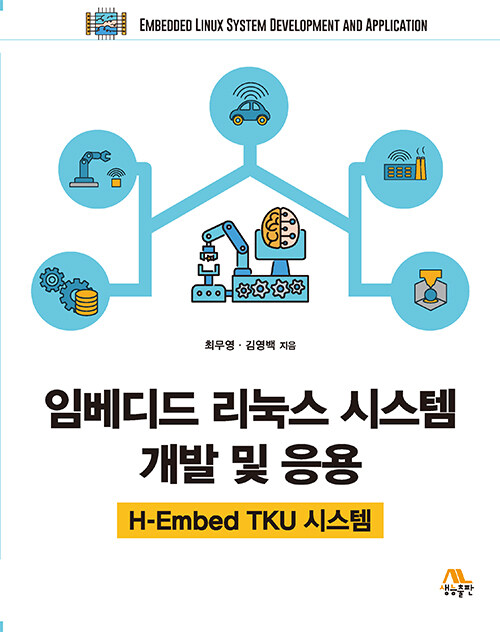 EMBEDDED LINUX SYSTEM DEVELOPMENT AND APPLICATION
최무영 · 김영백 지음
임베디드 리눅스 시스템
개발 및 응용
H-Embed TKU 시스템
생능출판